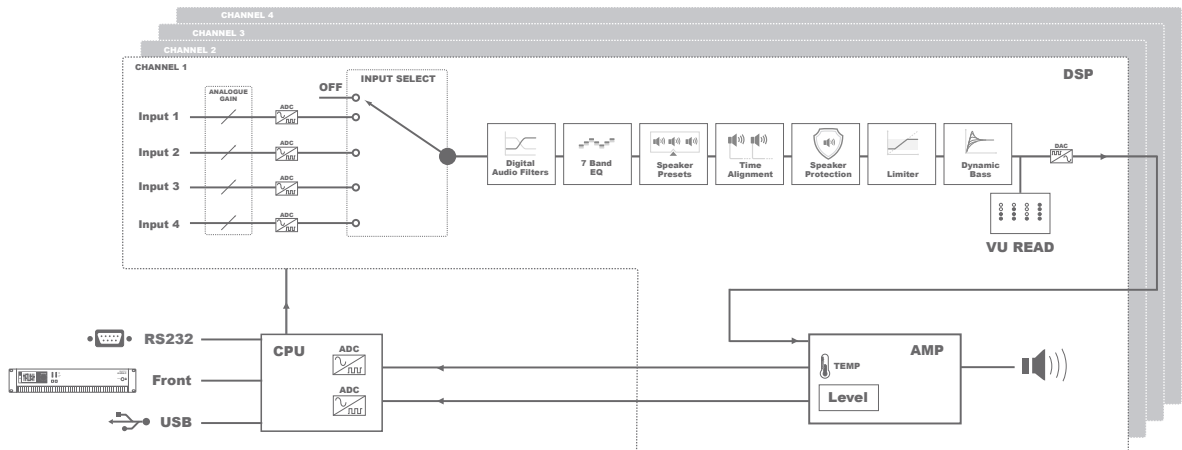 CHANNEL 4
CHANNEL 3
CHANNEL 2
CHANNEL 1
DSP
ANALOGUE
GAIN
INPUT SELECT
OFF
Input 1
ADC
Input 2
ADC
Input 3
ADC
Input 4
ADC
Digital
Audio Filters
7 Band
EQ
Speaker
Presets
Time
Alignment
Speaker
Protection
Limiter
Dynamic
Bass
DAC
VU READ
RS232
Front
USB
CPU
ADC
ADC
AMP
TEMP
Level